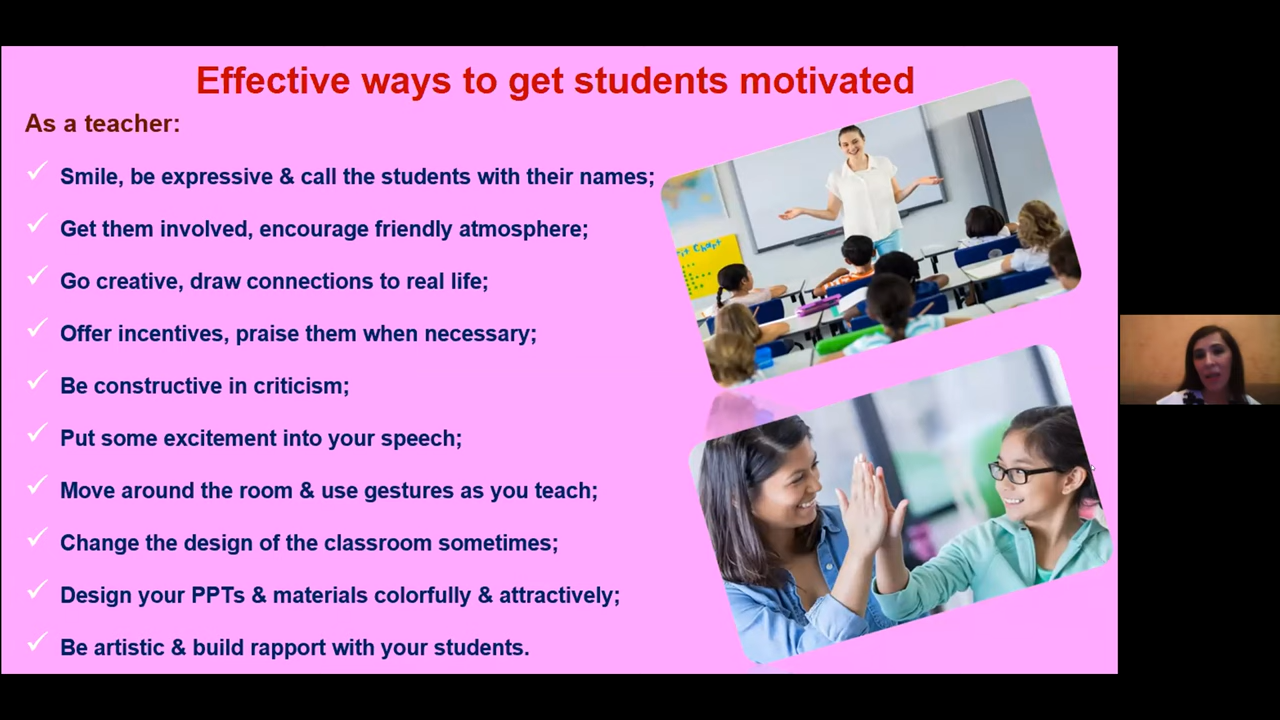 Effective ways to get students motivated
As a teacher:
Smile, be expressive & call the students with their names;
Get them involved, encourage friendly atmosphere;
Go creative, draw connections to real life;
Offer incentives, praise them when necessary;
Be constructive in criticism;
Put some excitement into your speech;
Move around the room & use gestures as you teach;
Change the design of the classroom sometimes;
Design your PPTs & materials colorfully & attractively;
Be artistic & build rapport with your students.